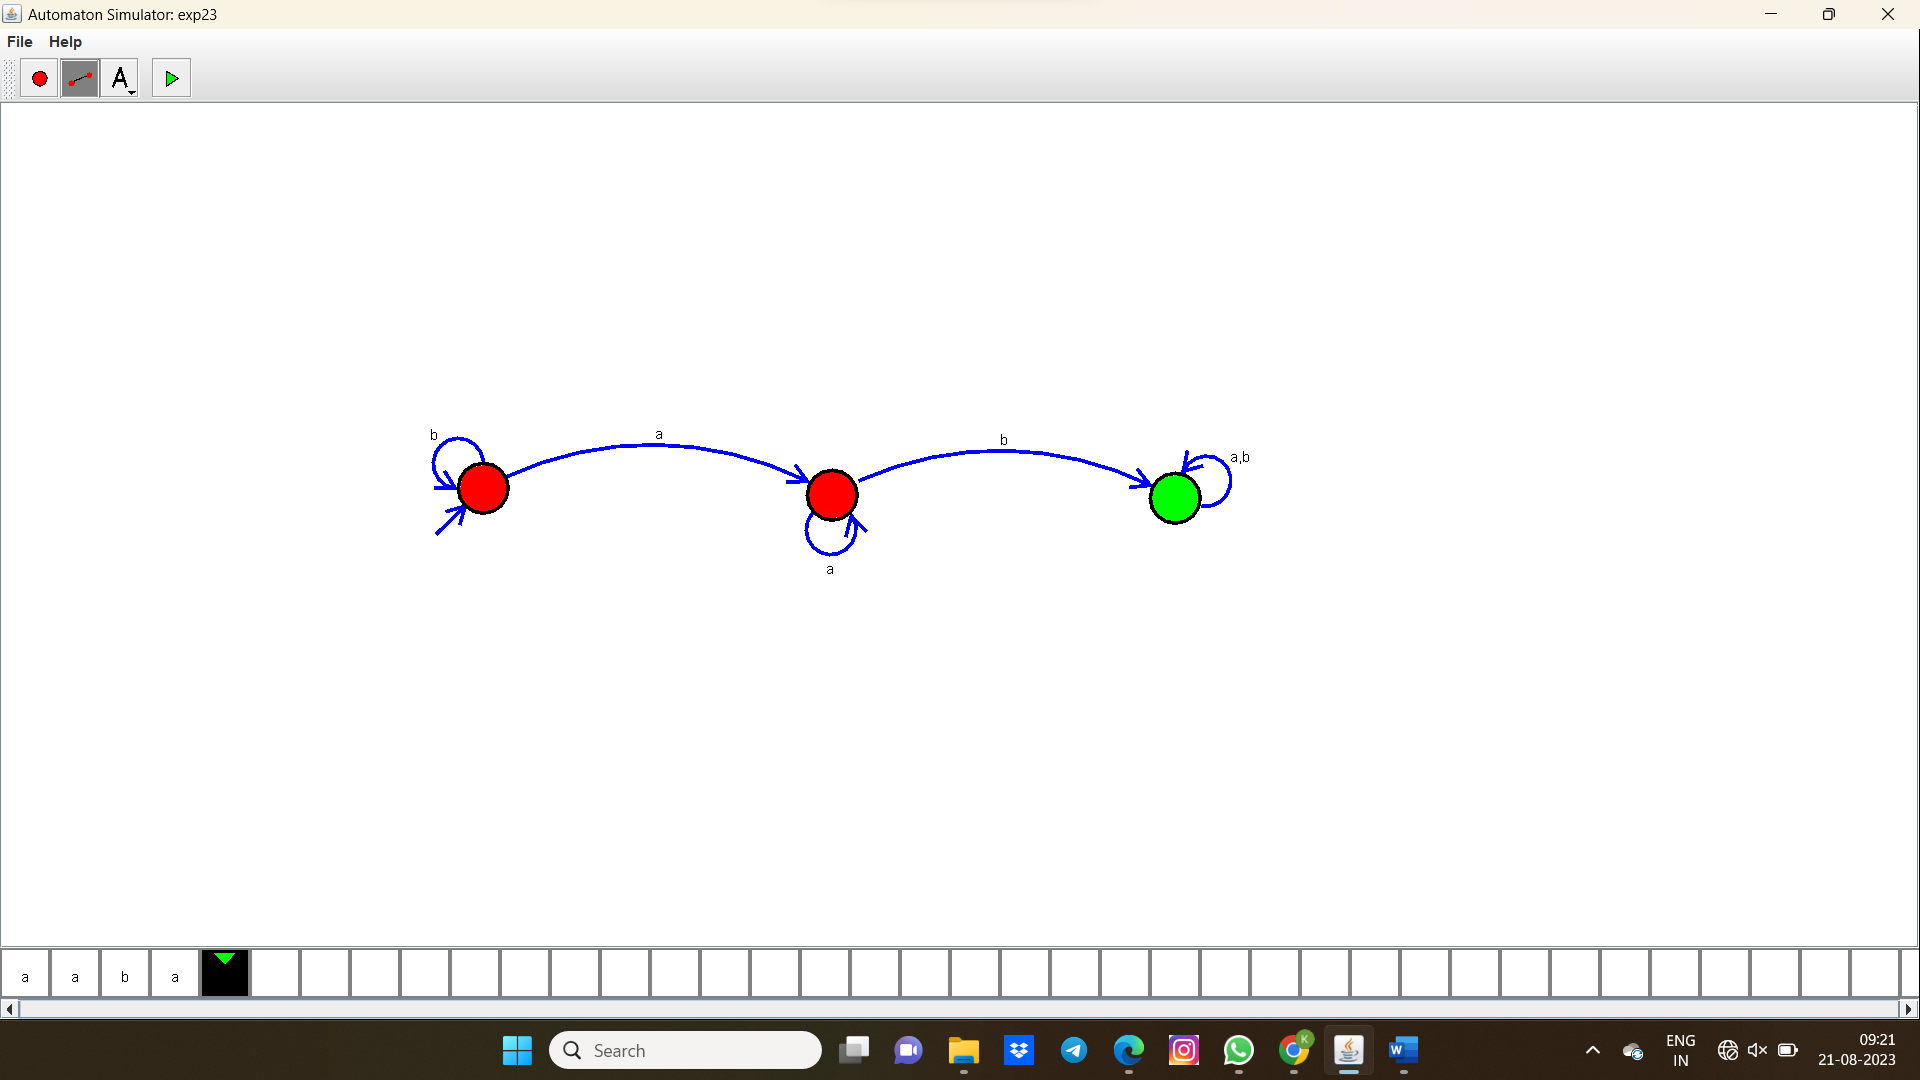 Automaton Simulator: exp23
File Help
A
b
a
b
a,b
a
a a b a
Search
K
W
ENG
IN
09:21
21-08-2023